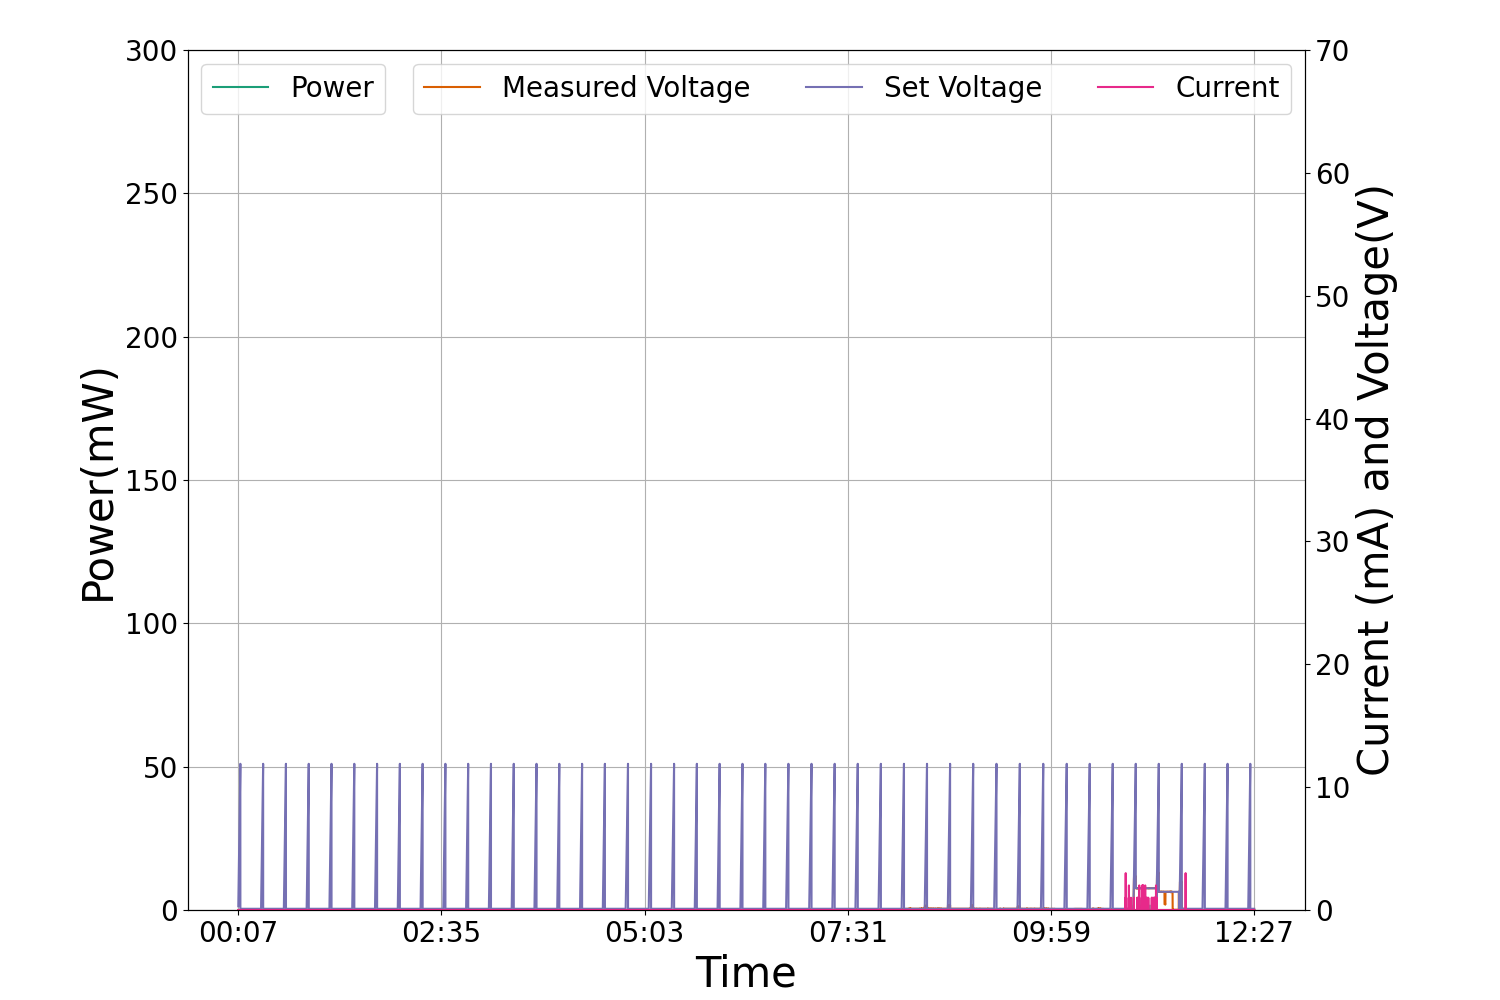 Power
Measured Voltage
Set Voltage
Current
300
250
200
150
100
50
0
Power(mW)
70
60
50
40
30
20
10
0
Current (mA) and Voltage(V)
00:07 02:35 05:03 07:31 09:59 12:27
Time